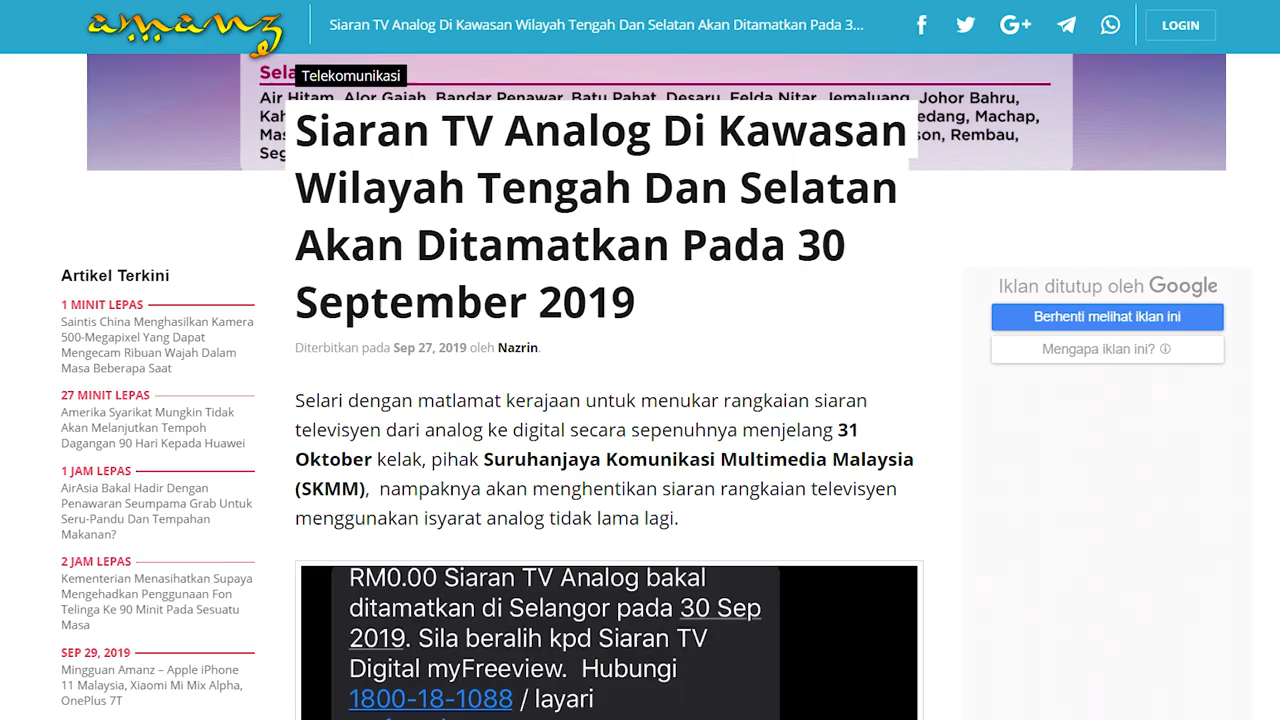 amanz
Siaran TV Analog Di Kawasan Wilayah Tengah Dan Selatan Akan Ditamatkan Pada 3...
LOGIN
Telekomunikasi
Air Hitam, Alor Gajah, Bandar Penawar, Batu Pahat, Desaru, Felda Nitar, Jemaluang, Johor Bahru,
Machap,
Rembau,
Siaran TV Analog Di Kawasan
Wilayah Tengah Dan Selatan
Akan Ditamatkan Pada 30
September 2019
Diterbitkan pada Sep 27, 2019 oleh Nazrin.
Selari dengan matlamat kerajaan untuk menukar rangkaian siaran
televisyen dari analog ke digital secara sepenuhnya menjelang 31
Oktober kelak, pihak Suruhanjaya Komunikasi Multimedia Malaysia
(SKMM), nampaknya akan menghentikan siaran rangkaian televisyen
menggunakan isyarat analog tidak lama lagi.
RM0.00 Siaran TV Analog bakal
ditamatkan di Selangor pada 30 Sep
2019. Sila beralih kpd Siaran TV
Digital myFreeview. Hubungi
1800-18-1088 / layari
Artikel Terkini
1 MINIT LEPAS
Saintis China Menghasilkan Kamera
500-Megapixel Yang Dapat
Mengecam Ribuan Wajah Dalam
Masa Beberapa Saat
27 MINIT LEPAS
Amerika Syarikat Mungkin Tidak
Akan Melanjutkan Tempoh
Dagangan 90 Hari Kepada Huawei
1 JAM LEPAS
AirAsia Bakal Hadir Dengan
Penawaran Seumpama Grab Untuk
Seru-Pandu Dan Tempahan
Makanan?
2 JAM LEPAS
Kementerian Menasihatkan Supaya
Mengehadkan Penggunaan Fon
Telinga Ke 90 Minit Pada Sesuatu
Masa
SEP 29, 2019
Mingguan Amanz – Apple iPhone
11 Malaysia, Xiaomi Mi Mix Alpha,
OnePlus 7T
Iklan ditutup oleh Google
Berhenti melihat iklan ini
Mengapa iklan ini?